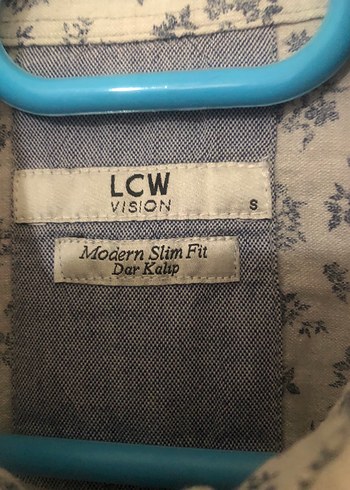 LCW
VISION
S
Modern Slim Fit
Dar Kalıp